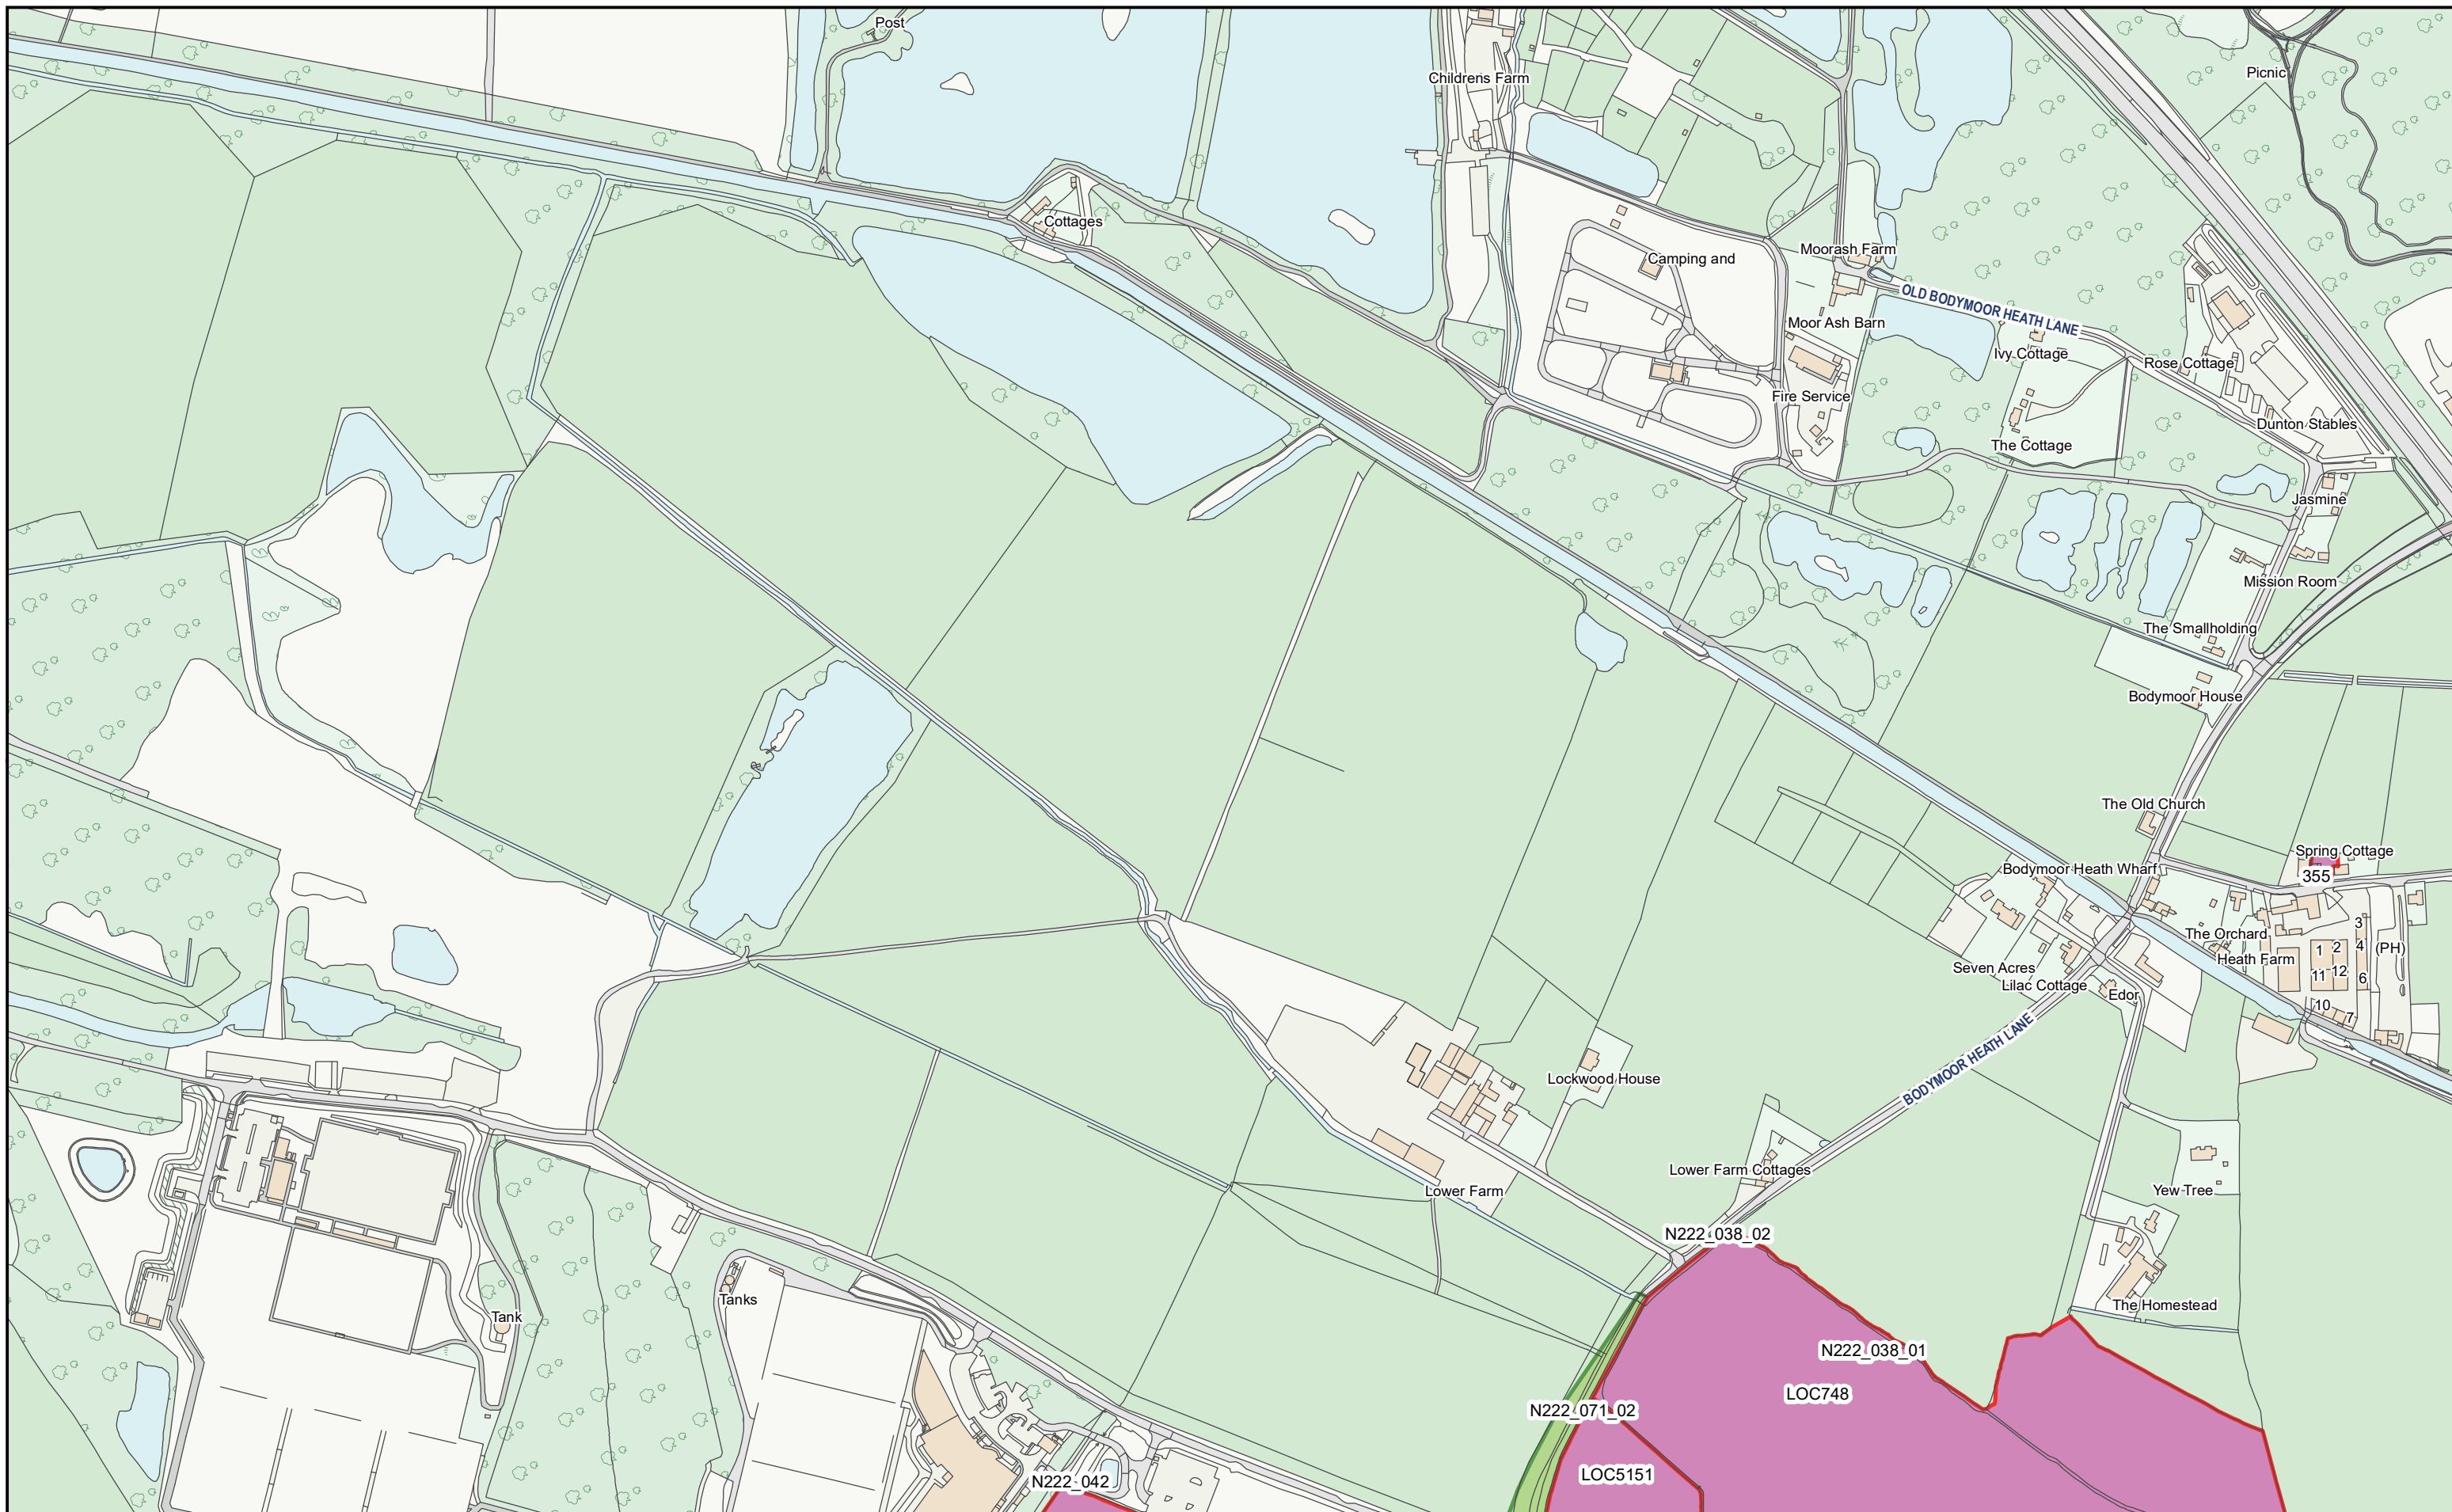 Post
Picnic
Childrens Farm
Cottages
Moorash Farm
Camping and
OLD BODYMOOR HEATH LANE
Moor Ash Barn
Ivy Cottage
Rose Cottage
Fire Service
Dunton Stables
The Cottage
Jasmine
Mission Room
The Smallholding
Bodymoor House
The Old Church
Spring Cottage
Bodymoor Heath Wharf
355
3
The Orchard
1
2
4
(PH)
Heath Farm
Seven Acres
11
12
6
Lilac Cottage
Edor
10
7
BODYMOOR HEATH LANE
Lockwood House
Lower Farm Cottages
Lower Farm
Yew Tree
N222_038_02
Tanks
The Homestead
Tank
N222_038_01
LOC748
N222_071_02
LOC5151
N222_042